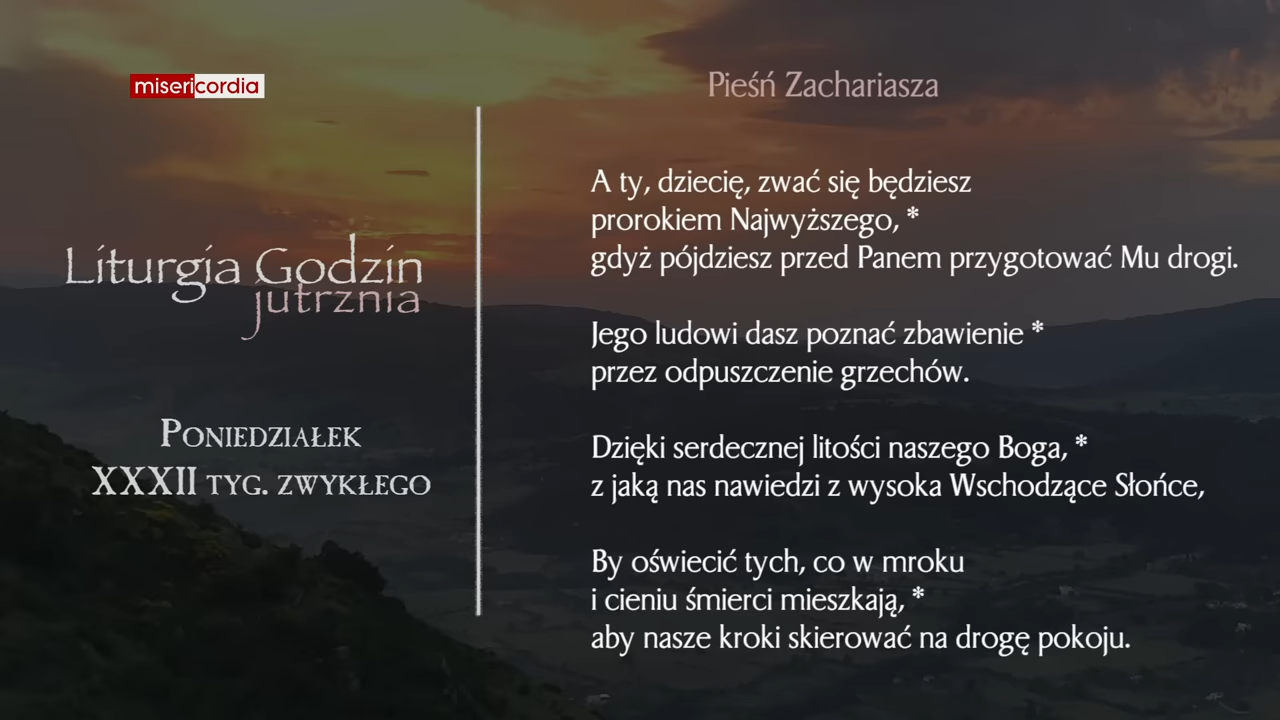 misericordia
Liturgia Godzin
jutrznia
Poniedziałek
XXXII tyg. zwykłego
Pieśń Zachariasza
A ty, dziecię, zwać się będziesz
prorokiem Najwyższego, *
gdyż pójdziesz przed Panem przygotować Mu drogi.
Jego ludowi dasz poznać zbawienie *
przez odpuszczenie grzechów.
Dzięki serdecznej litości naszego Boga, *
z jaką nas nawiedzi z wysoka Wschodzące Słońce,
By oświecić tych, co w mroku
i cieniu śmierci mieszkają, *
aby nasze kroki skierować na drogę pokoju.